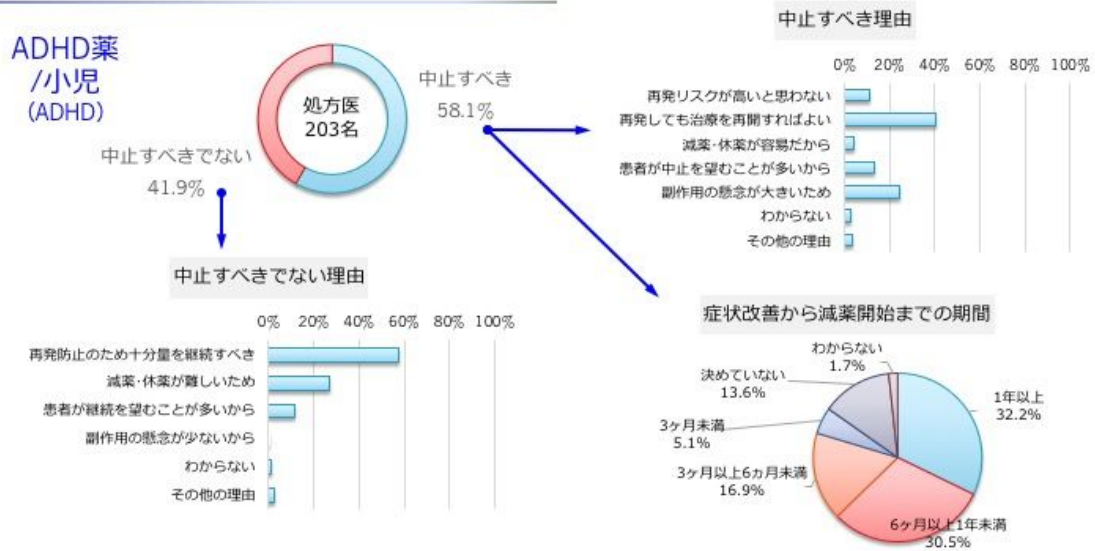 ADHD薬
/小児
(ADHD)
処方医
203名
中止すべき
58.1%
中止すべきでない
41.9%
中止すべき理由
0% 20% 40% 60% 80% 100%
再発リスクが高いと思わない
再発しても治療を再開すればよい
減薬・休薬が容易だから
患者が中止を望むことが多いから
副作用の懸念が大きいため
わからない
その他の理由
中止すべきでない理由
0% 20% 40% 60% 80% 100%
再発防止のため十分量を継続すべき
減薬・休薬が難しいため
患者が継続を望むことが多いから
副作用の懸念が少ないから
わからない
その他の理由
症状改善から減薬開始までの期間
わからない
1.7%
決めていない
13.6%
3ヶ月未満
5.1%
3ヶ月以上6ヵ月未満
16.9%
1年以上
32.2%
6ヶ月以上1年未満
30.5%